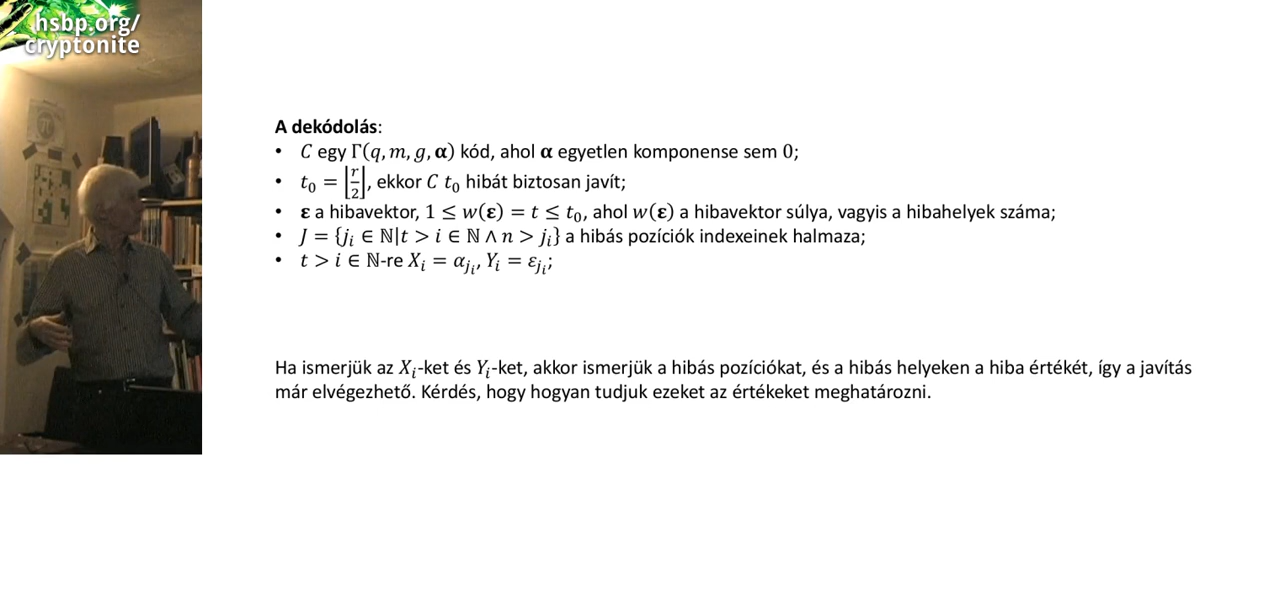 hsbp.org/
cryptonite
A dekódolás:
• C egy Γ(q, m, g, α) kód, ahol α egyetlen komponense sem 0;
• t₀ = ⌊r/2⌋, ekkor C t₀ hibát biztosan javít;
• ε a hibavektor, 1 ≤ w(ε) = t ≤ t₀, ahol w(ε) a hibavektor súlya, vagyis a hibahelyek száma;
• J = {jᵢ ∈ ℕ|t > i ∈ ℕ ∧ n > jᵢ} a hibás pozíciók indexeinek halmaza;
• t > i ∈ ℕ-re Xᵢ = α_{jᵢ}, Yᵢ = ε_{jᵢ};
Ha ismerjük az Xᵢ-ket és Yᵢ-ket, akkor ismerjük a hibás pozíciókat, és a hibás helyeken a hiba értékét, így a javítás
már elvégezhető. Kérdés, hogy hogyan tudjuk ezeket az értékeket meghatározni.